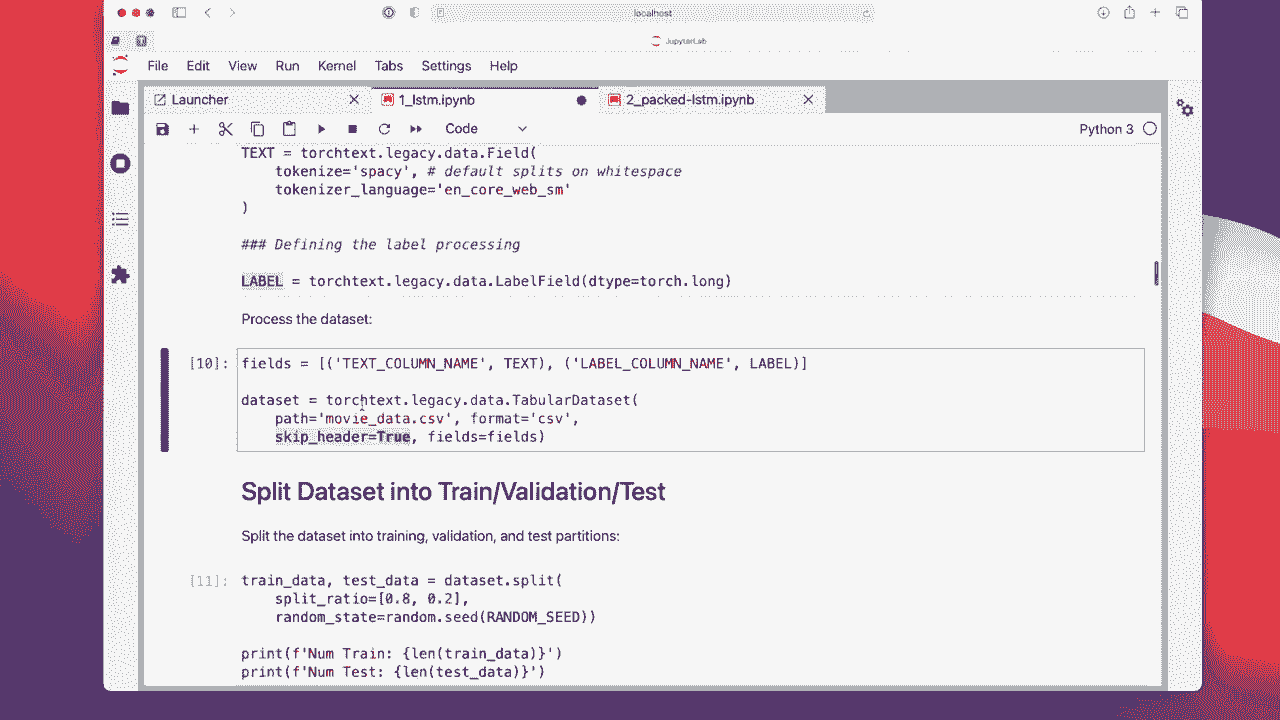 localhost
JupyterLab
File Edit View Run Kernel Tabs Settings Help
Launcher 1_lstm.ipynb 2_packed-lstm.ipynb
Code Python 3
TEXT = torchtext.legacy.data.Field(
tokenize='spacy', # default splits on whitespace
tokenizer_language='en_core_web_sm'
)
### Defining the label processing
LABEL = torchtext.legacy.data.LabelField(dtype=torch.long)
Process the dataset:
[10]: fields = [('TEXT_COLUMN_NAME', TEXT), ('LABEL_COLUMN_NAME', LABEL)]
dataset = torchtext.legacy.data.TabularDataset(
path='movie_data.csv', format='csv',
skip_header=True, fields=fields)
Split Dataset into Train/Validation/Test
Split the dataset into training, validation, and test partitions:
[11]: train_data, test_data = dataset.split(
split_ratio=[0.8, 0.2],
random_state=random.seed(RANDOM_SEED))
print(f'Num Train: {len(train_data)}')
print(f'Num Test: {len(test_data)}')